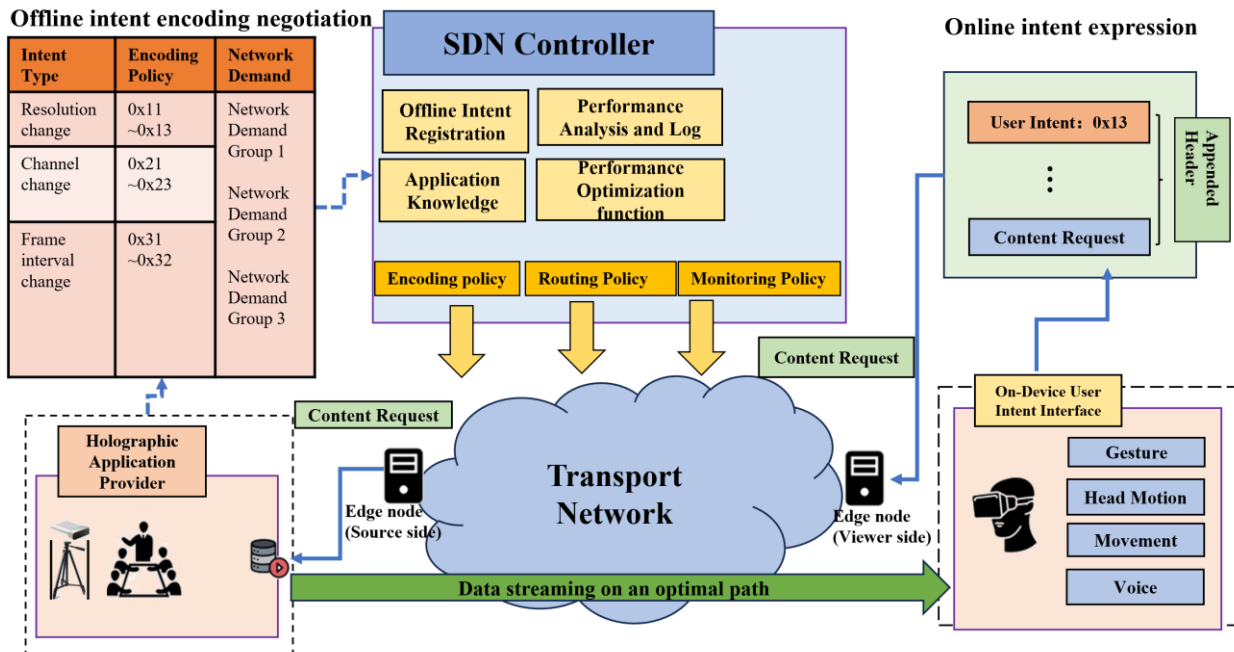 Offline intent encoding negotiation
Intent
Type
Encoding
Policy
Network
Demand
Resolution
change
0x11
~0x13
Channel
change
0x21
~0x23
Frame
interval
change
0x31
~0x32
Network
Demand
Group 1
Network
Demand
Group 2
Network
Demand
Group 3
SDN Controller
Offline Intent
Registration
Performance
Analysis and Log
Application
Knowledge
Performance
Optimization
function
Encoding policy
Routing Policy
Monitoring Policy
Online intent expression
User Intent：0x13
Content Request
Appended
Header
Content Request
On-Device User
Intent Interface
Gesture
Head Motion
Movement
Voice
Content Request
Holographic
Application
Provider
Edge node
(Source side)
Transport
Network
Edge node
(Viewer side)
Data streaming on an optimal path